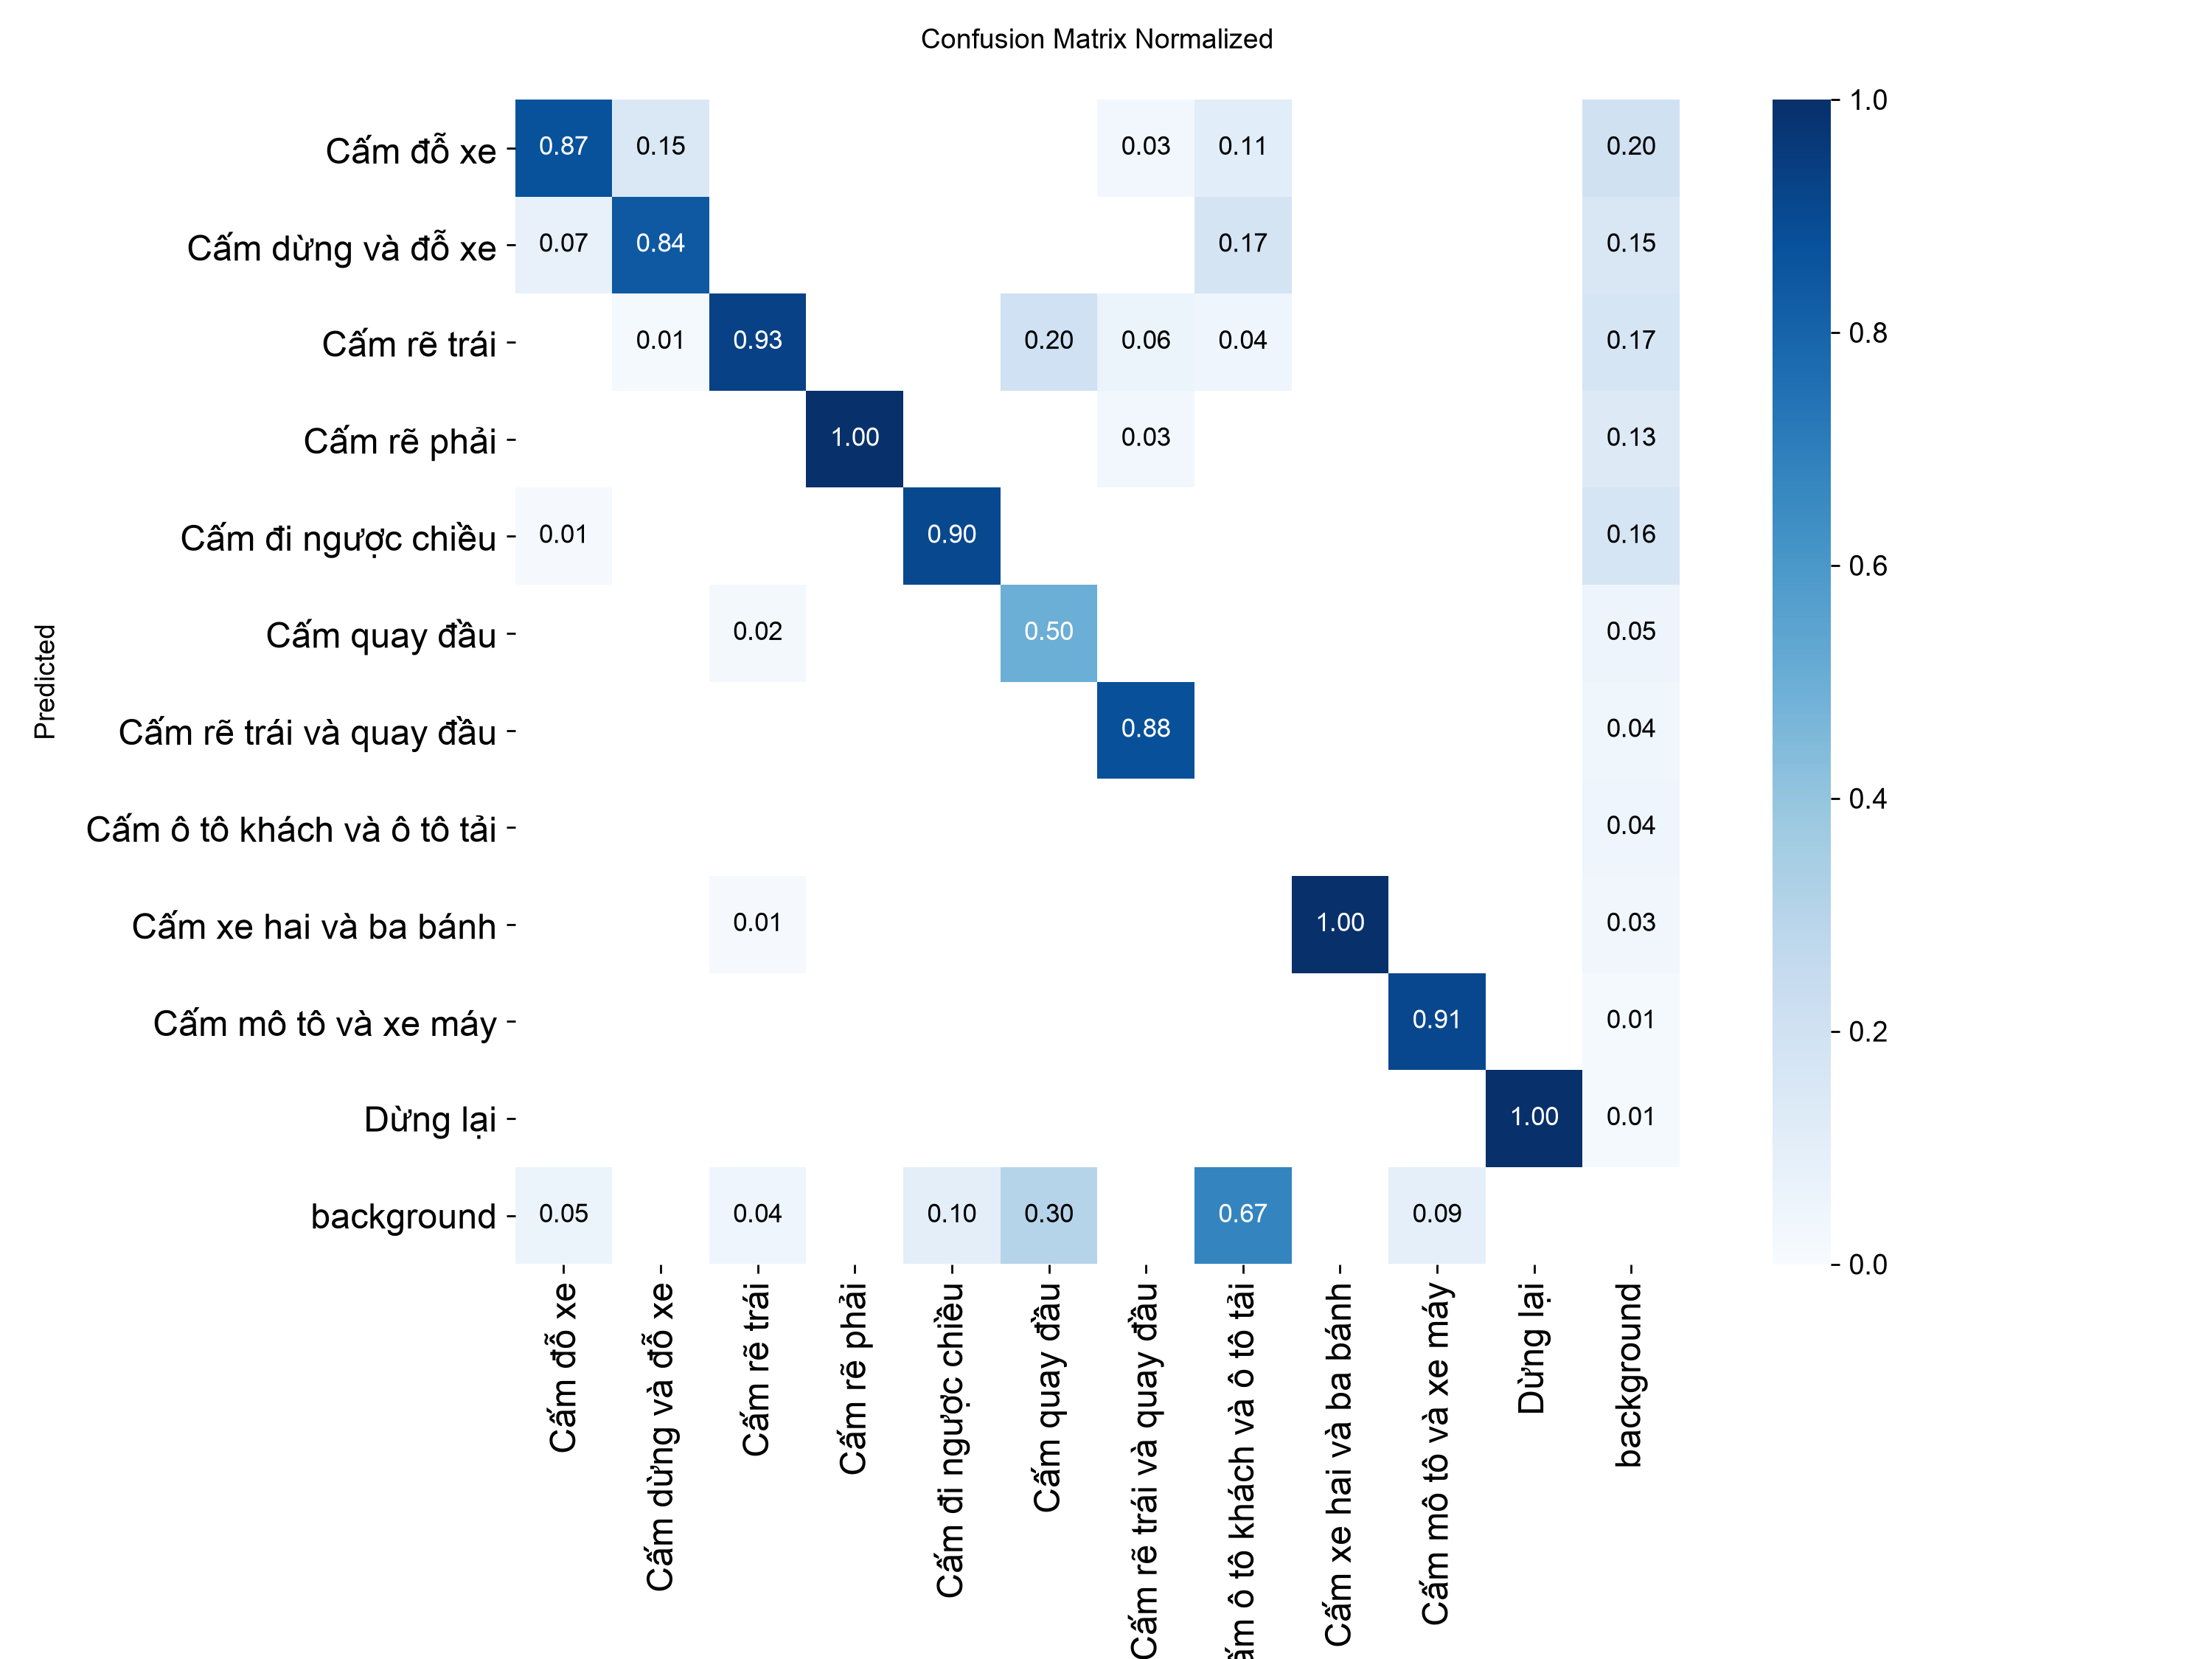 Confusion Matrix Normalized
Cấm đỗ xe 0.87 0.15 0.03 0.11 0.20
Cấm dừng và đỗ xe 0.07 0.84 0.17 0.15
Cấm rẽ trái 0.01 0.93 0.20 0.06 0.04 0.17
Cấm rẽ phải 1.00 0.03 0.13
Cấm đi ngược chiều 0.01 0.90 0.16
Cấm quay đầu 0.02 0.50 0.05
Cấm rẽ trái và quay đầu 0.88 0.04
Cấm ô tô khách và ô tô tải 0.04
Cấm xe hai và ba bánh 0.01 1.00 0.03
Cấm mô tô và xe máy 0.91 0.01
Dừng lại 1.00 0.01
background 0.05 0.04 0.10 0.30 0.67 0.09
Predicted
Cấm đỗ xe
Cấm dừng và đỗ xe
Cấm rẽ trái
Cấm rẽ phải
Cấm đi ngược chiều
Cấm quay đầu
Cấm rẽ trái và quay đầu
ấm ô tô khách và ô tô tải
Cấm xe hai và ba bánh
Cấm mô tô và xe máy
Dừng lại
background
1.0
0.8
0.6
0.4
0.2
0.0